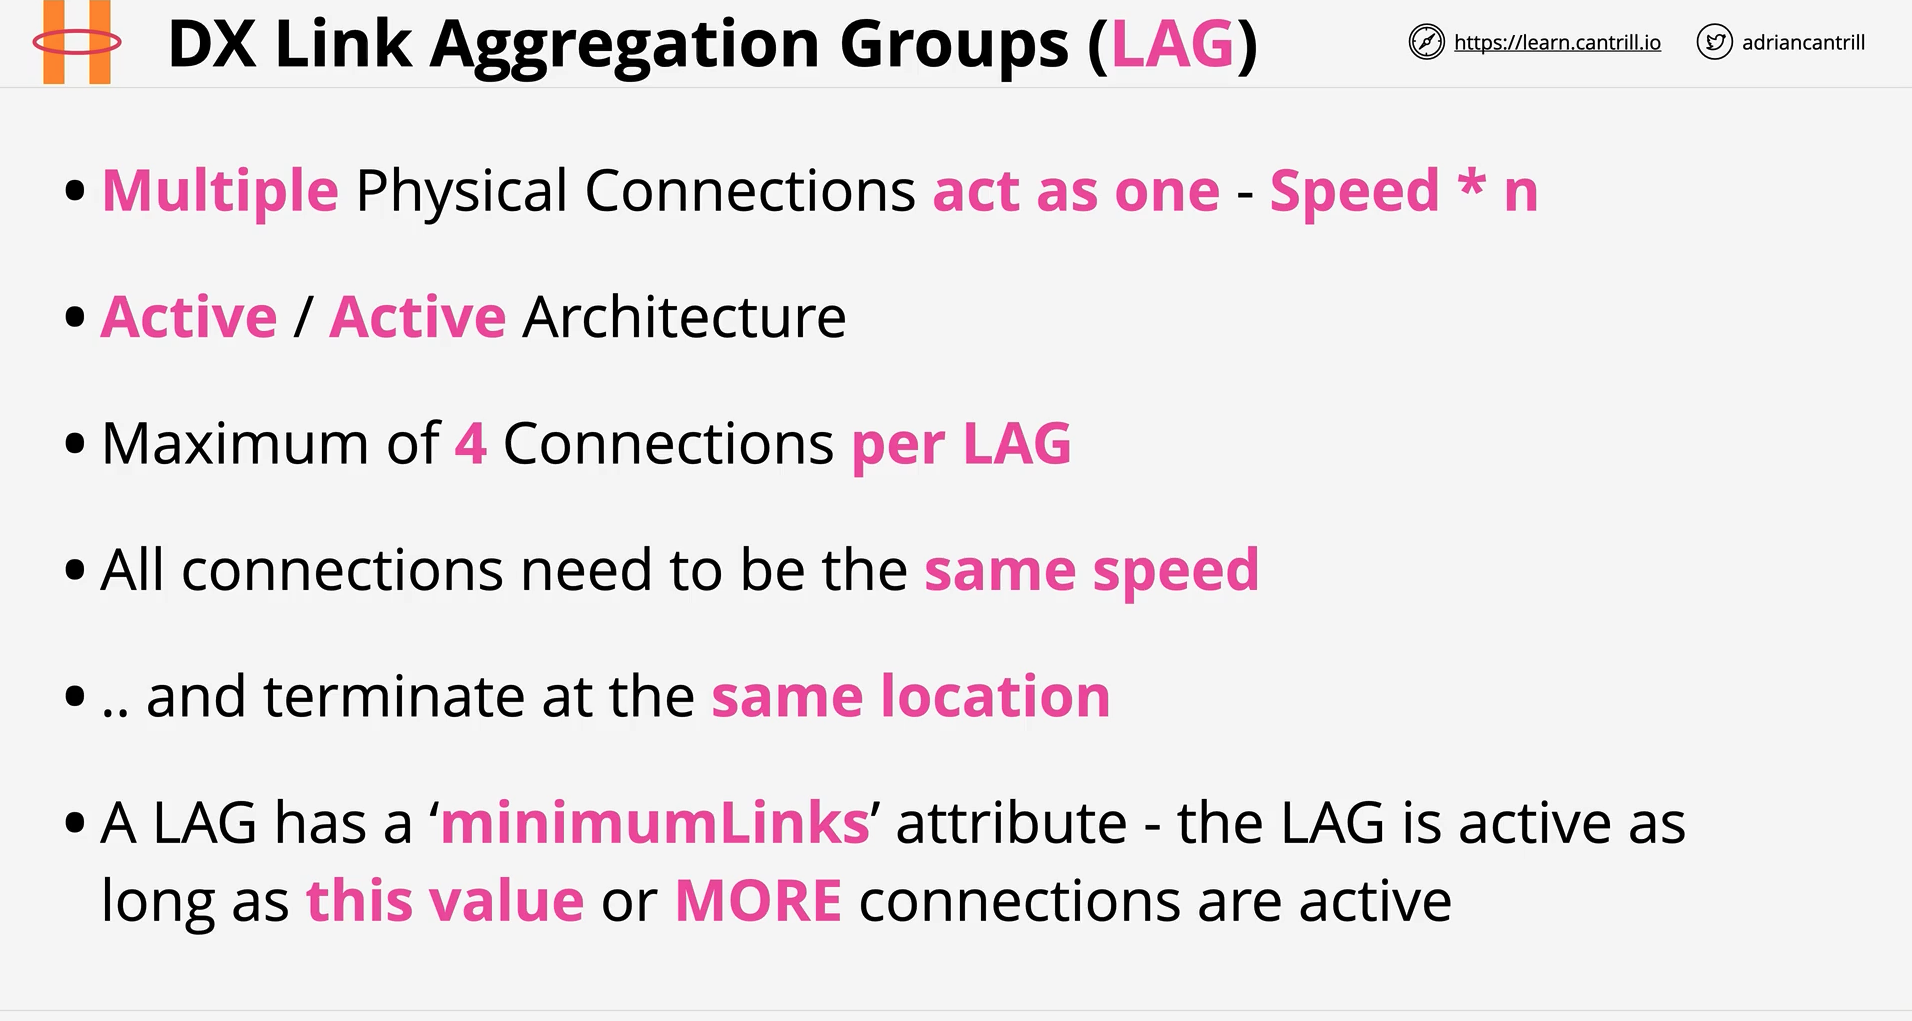 DX Link Aggregation Groups (LAG)
https://learn.cantrill.io
adriancantrill
• Multiple Physical Connections act as one - Speed * n
• Active / Active Architecture
• Maximum of 4 Connections per LAG
• All connections need to be the same speed
• .. and terminate at the same location
• A LAG has a ‘minimumLinks’ attribute - the LAG is active as
long as this value or MORE connections are active